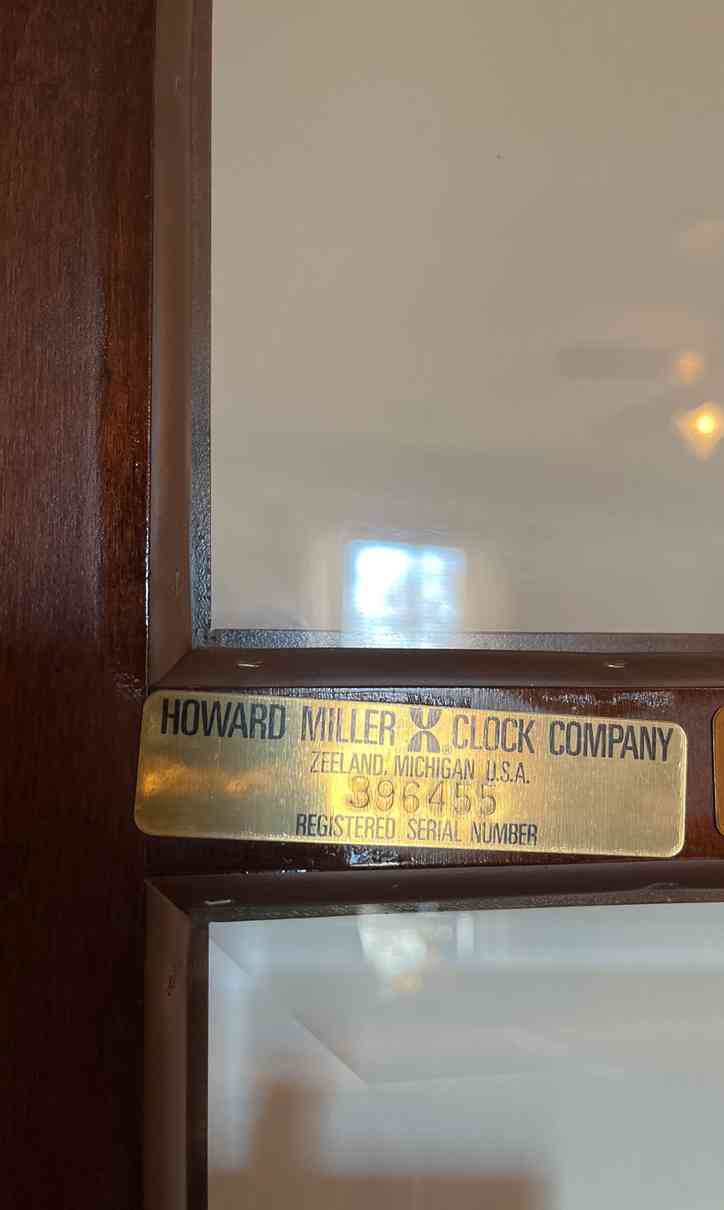 HOWARD MILLER CLOCK COMPANY
ZEELAND, MICHIGAN U.S.A.
396455
REGISTERED SERIAL NUMBER